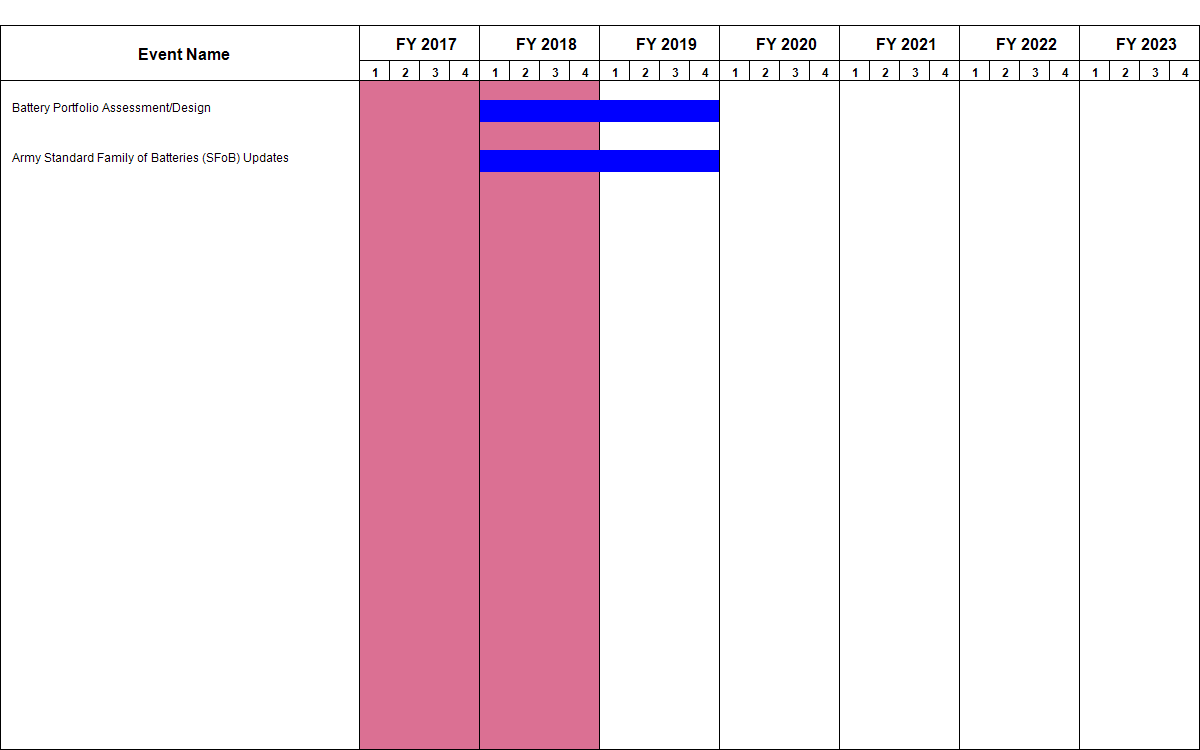 Event Name
FY 2017 FY 2018 FY 2019 FY 2020 FY 2021 FY 2022 FY 2023
1 2 3 4 1 2 3 4 1 2 3 4 1 2 3 4 1 2 3 4 1 2 3 4 1 2 3 4
Battery Portfolio Assessment/Design
Army Standard Family of Batteries (SFoB) Updates